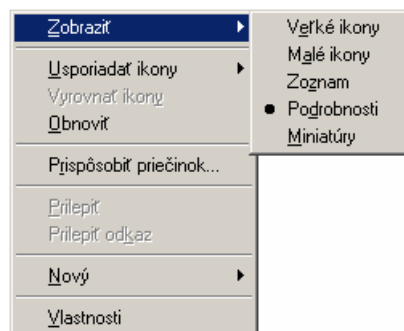 Zobraziť
Usporiadať ikony
Vyrovnať ikony
Obnoviť
Prispôsobiť priečinok...
Prilepiť
Prilepiť odkaz
Nový
Vlastnosti
Veľké ikony
Malé ikony
Zoznam
Podrobnosti
Miniatúry